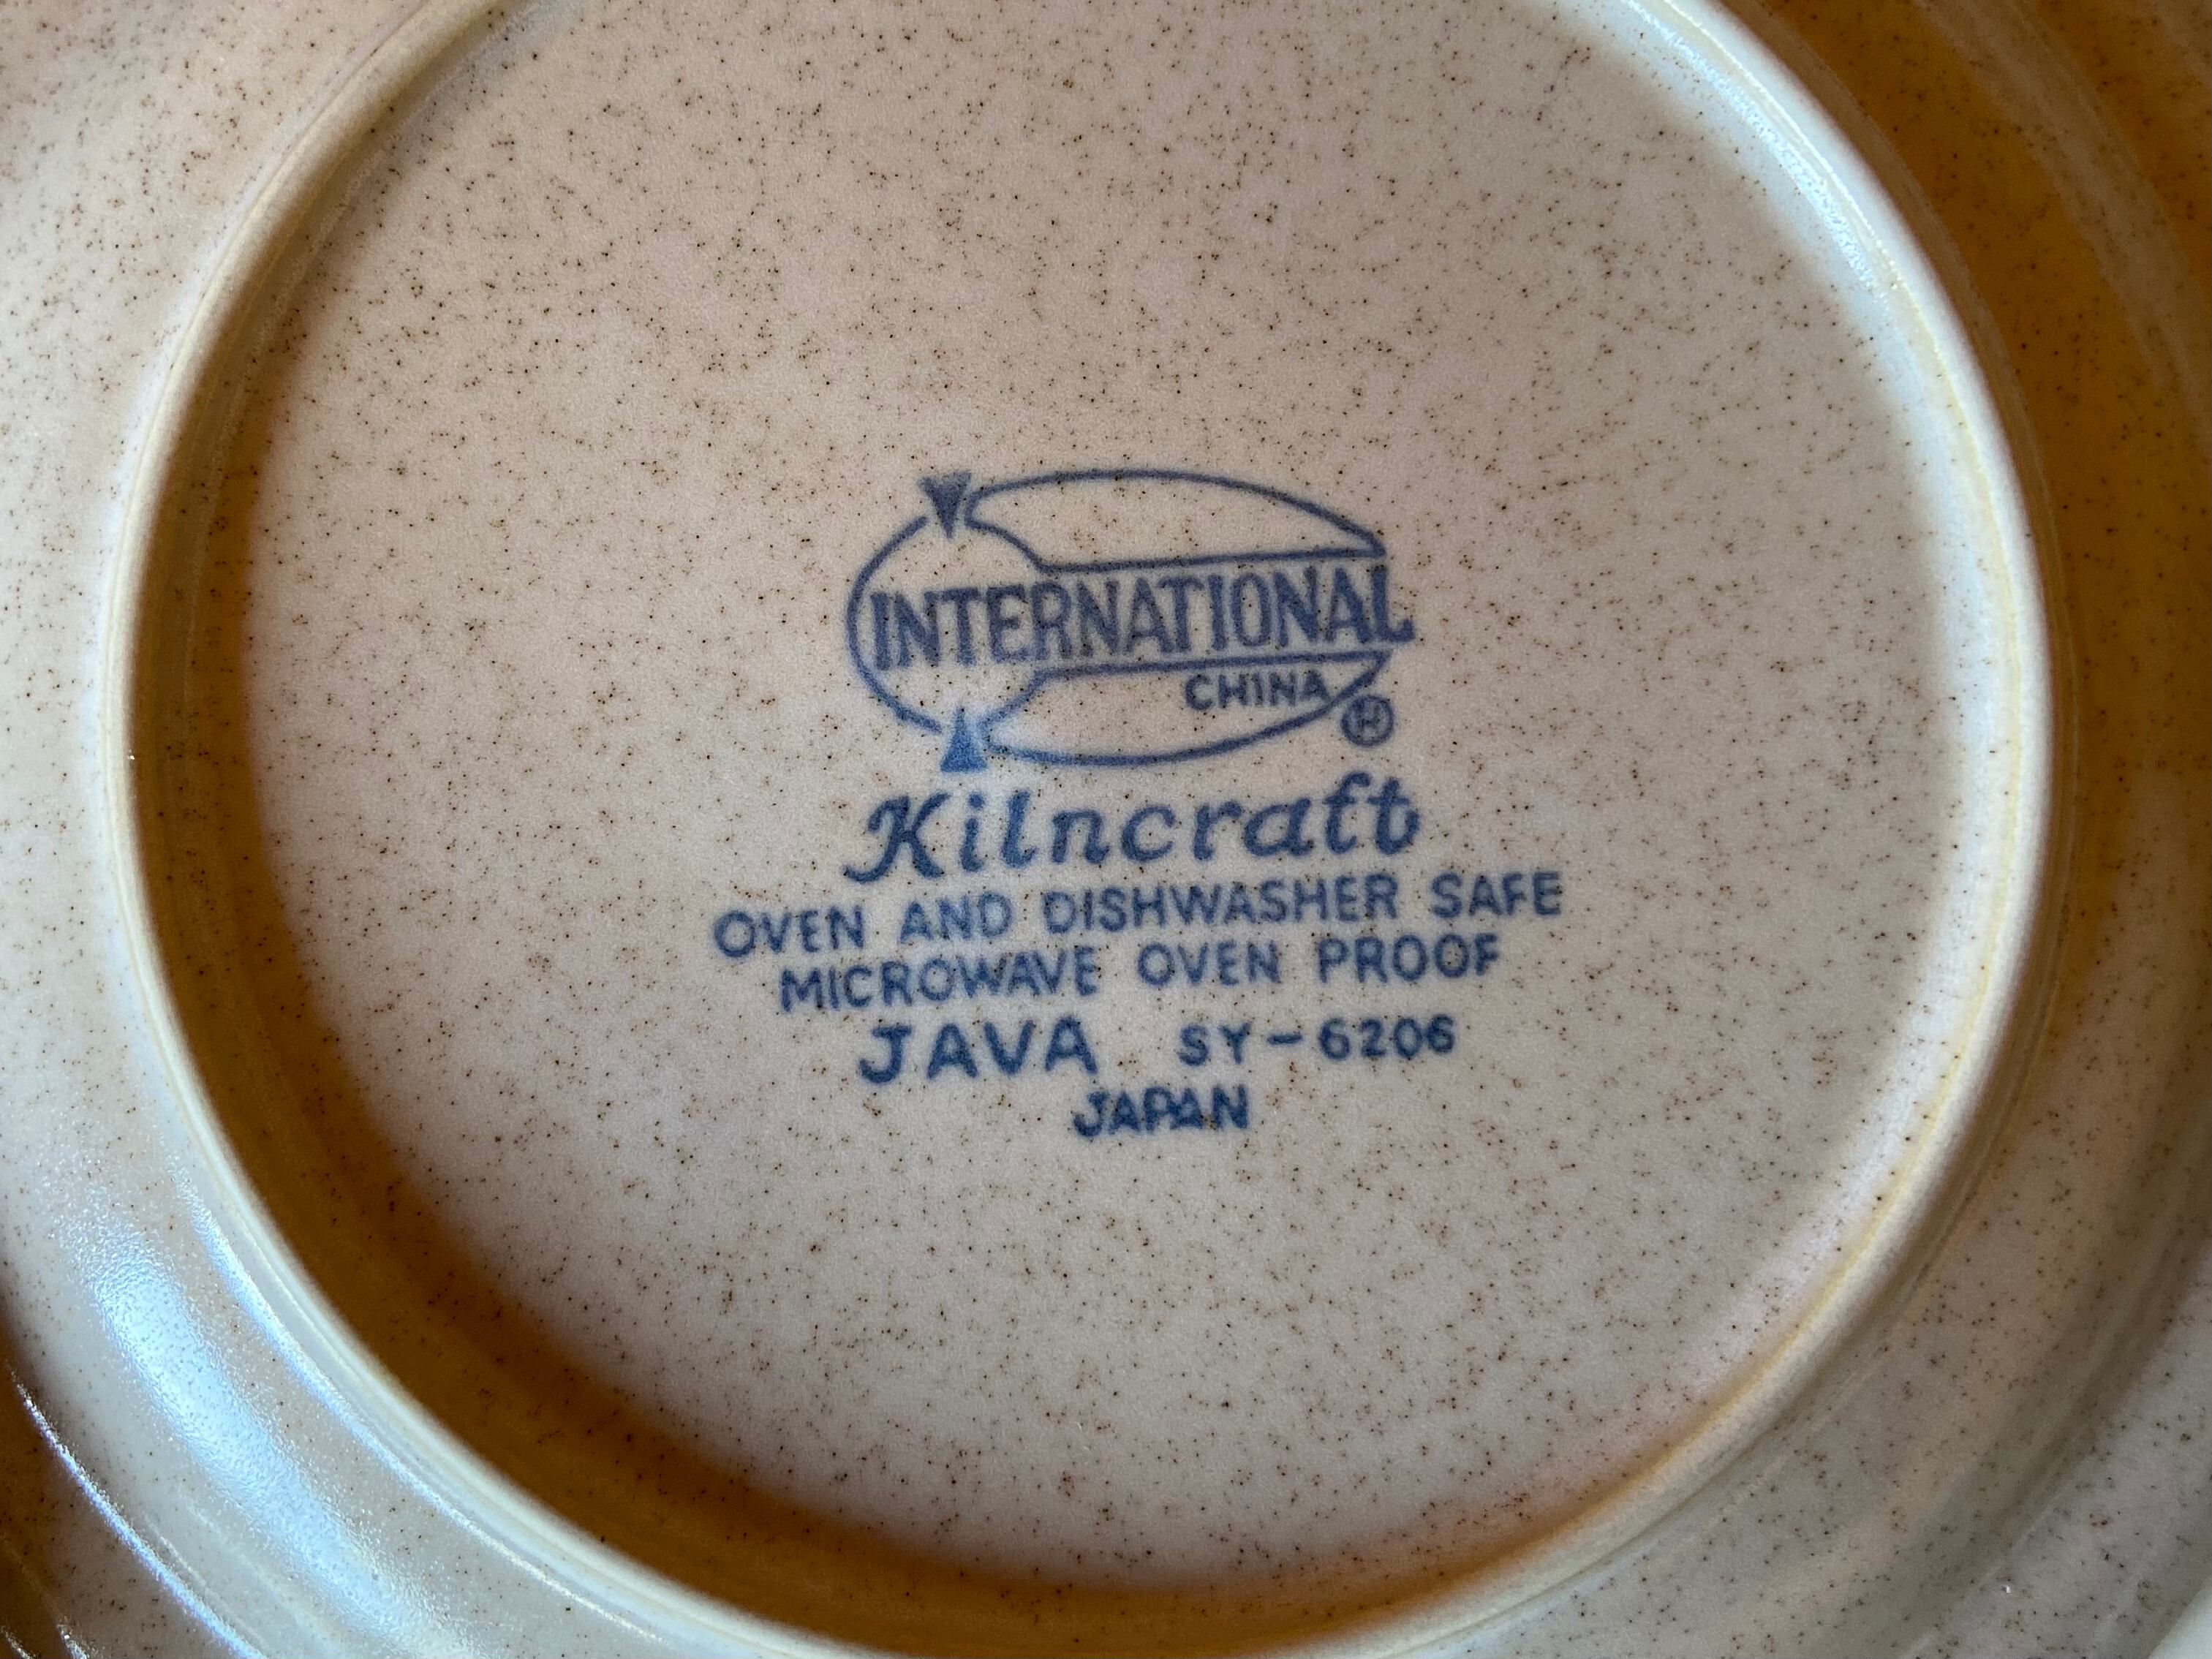 INTERNATIONAL
CHINA
Ⓗ
Kilncraft
OVEN AND DISHWASHER SAFE
MICROWAVE OVEN PROOF
JAVA SY-6206
JAPAN